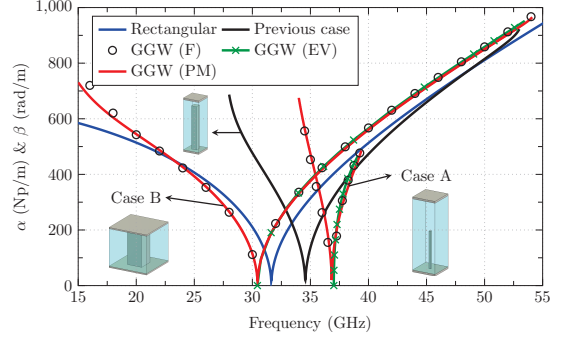 Rectangular
Previous case
GGW (F)
GGW (EV)
GGW (PM)
Case B
Case A
α (Np/m) & β (rad/m)
1,000
800
600
400
200
0
15 20 25 30 35 40 45 50 55
Frequency (GHz)